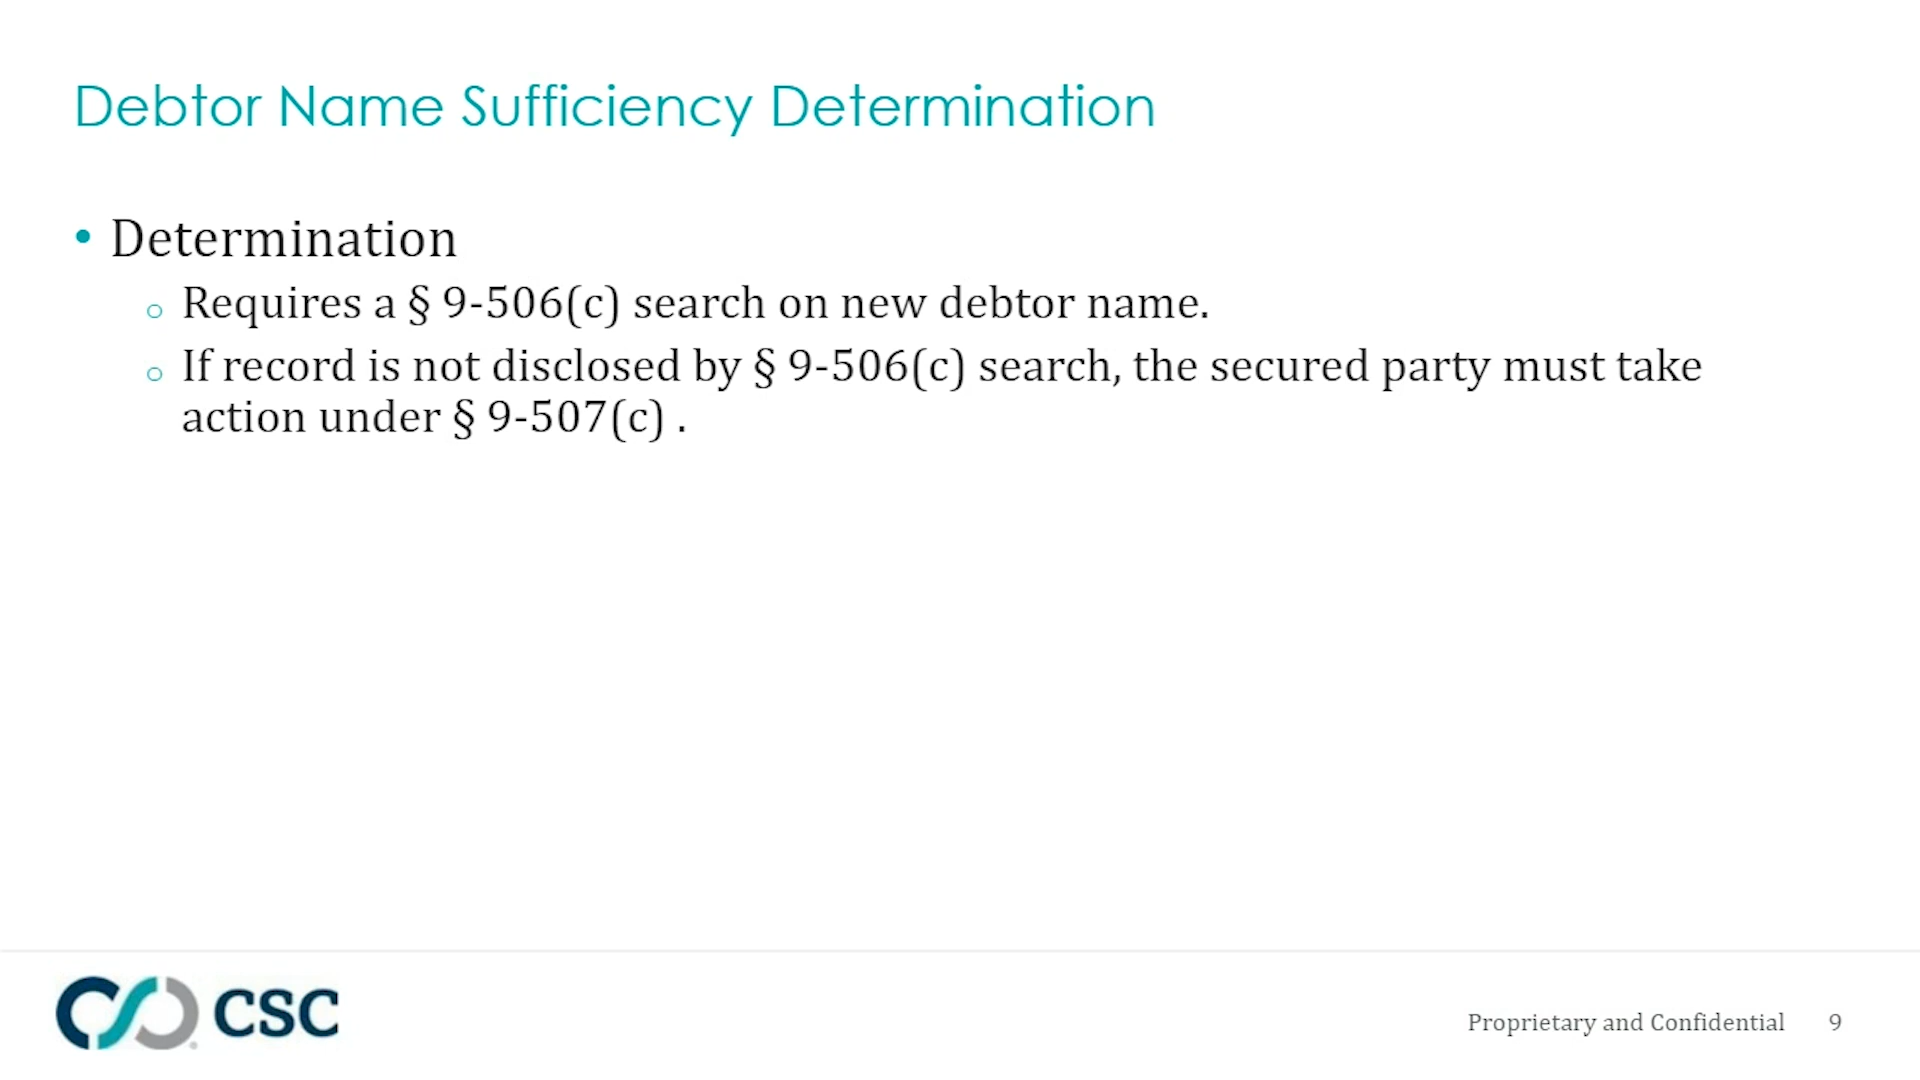 Debtor Name Sufficiency Determination
• Determination
o Requires a § 9-506(c) search on new debtor name.
o If record is not disclosed by § 9-506(c) search, the secured party must take
action under § 9-507(c) .
CSC
Proprietary and Confidential 9